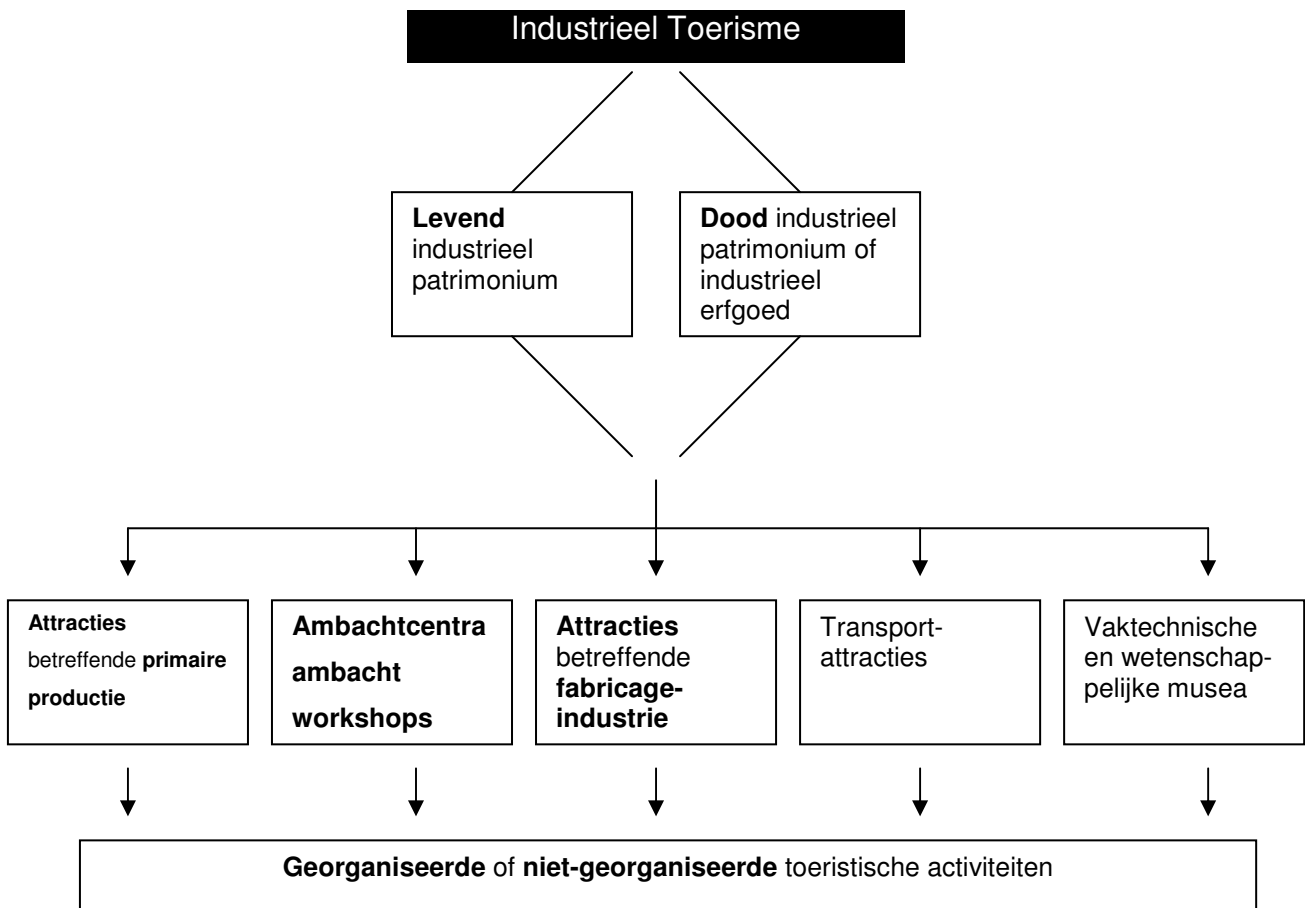 Industrieel Toerisme
Levend
industrieel
patrimonium
Dood industrieel
patrimonium of
industrieel
erfgoed
Attracties
betreffende primaire
productie
Ambachtcentra
ambacht
workshops
Attracties
betreffende
fabricage-
industrie
Transport-
attracties
Vaktechnische
en wetenschap-
pelijke musea
Georganiseerde of niet-georganiseerde toeristische activiteiten